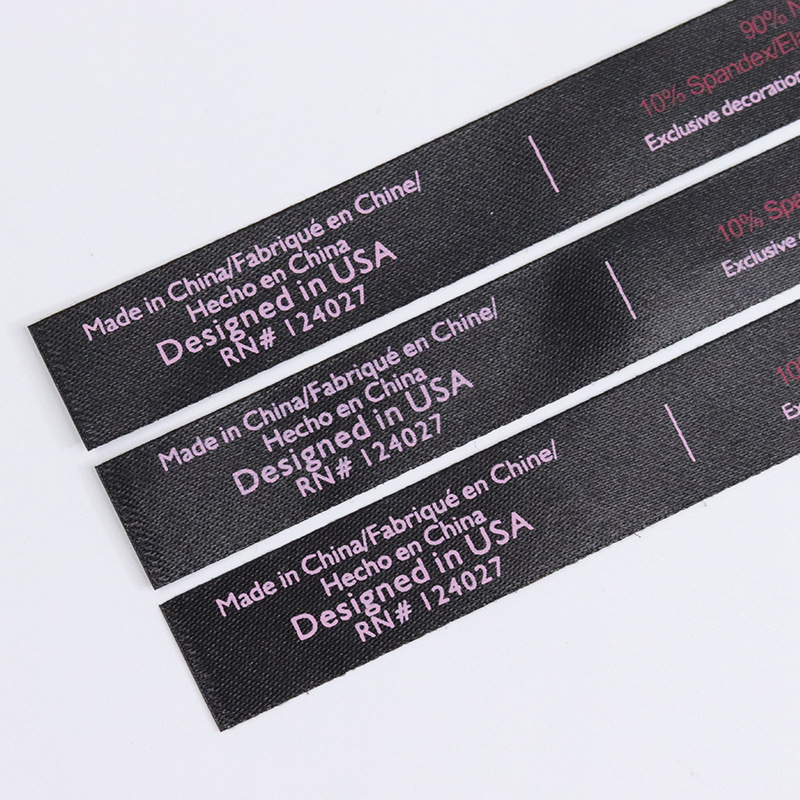 Made in China/Fabriqué en Chine/
Hecho en China
Designed in USA
RN# 124027
90%
10% Spandex/
Exclusive decoration
Made in China/Fabriqué en Chine/
Hecho en China
Designed in USA
RN# 124027
10%
Exclusive
Made in China/Fabriqué en Chine/
Hecho en China
Designed in USA
RN# 124027